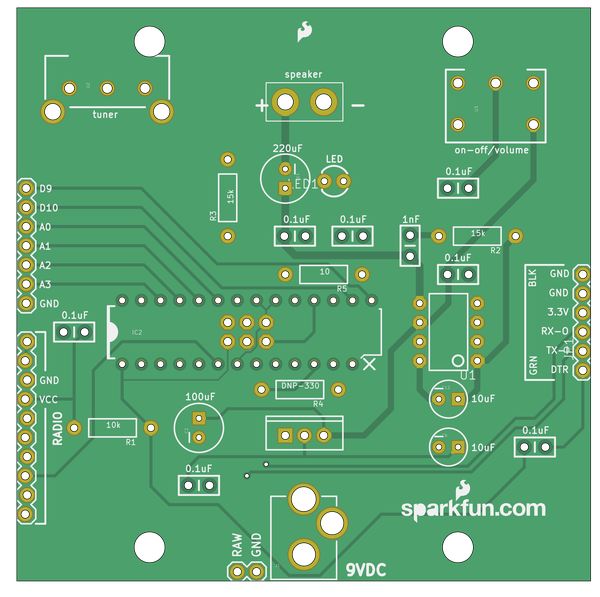 speaker
+ −
tuner
on-off/volume
220uF
LED
LED1
0.1uF
15k
R3
D9
D10
A0
A1
A2
A3
GND
0.1uF
0.1uF
1nF
15k
R2
0.1uF
10
R5
BLK
GND
GND
3.3V
RX-O
TX-O
DTR
GRN
0.1uF
IC2
U1
GND
VCC
RADIO
DNP-330
R4
10uF
100uF
10k
R1
10uF
0.1uF
0.1uF
sparkfun.com
RAW
GND
9VDC